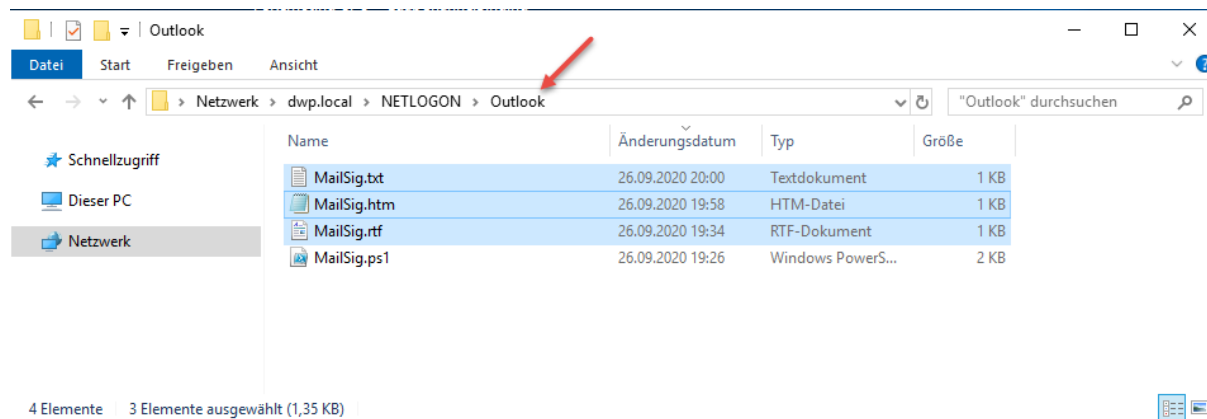 Outlook
Datei Start Freigeben Ansicht
Netzwerk > dwp.local > NETLOGON > Outlook "Outlook" durchsuchen
Name Änderungsdatum Typ Größe
Schnellzugriff
Dieser PC
Netzwerk
MailSig.txt 26.09.2020 20:00 Textdokument 1 KB
MailSig.htm 26.09.2020 19:58 HTM-Datei 1 KB
MailSig.rtf 26.09.2020 19:34 RTF-Dokument 1 KB
MailSig.ps1 26.09.2020 19:26 Windows PowerS... 2 KB
4 Elemente 3 Elemente ausgewählt (1,35 KB)